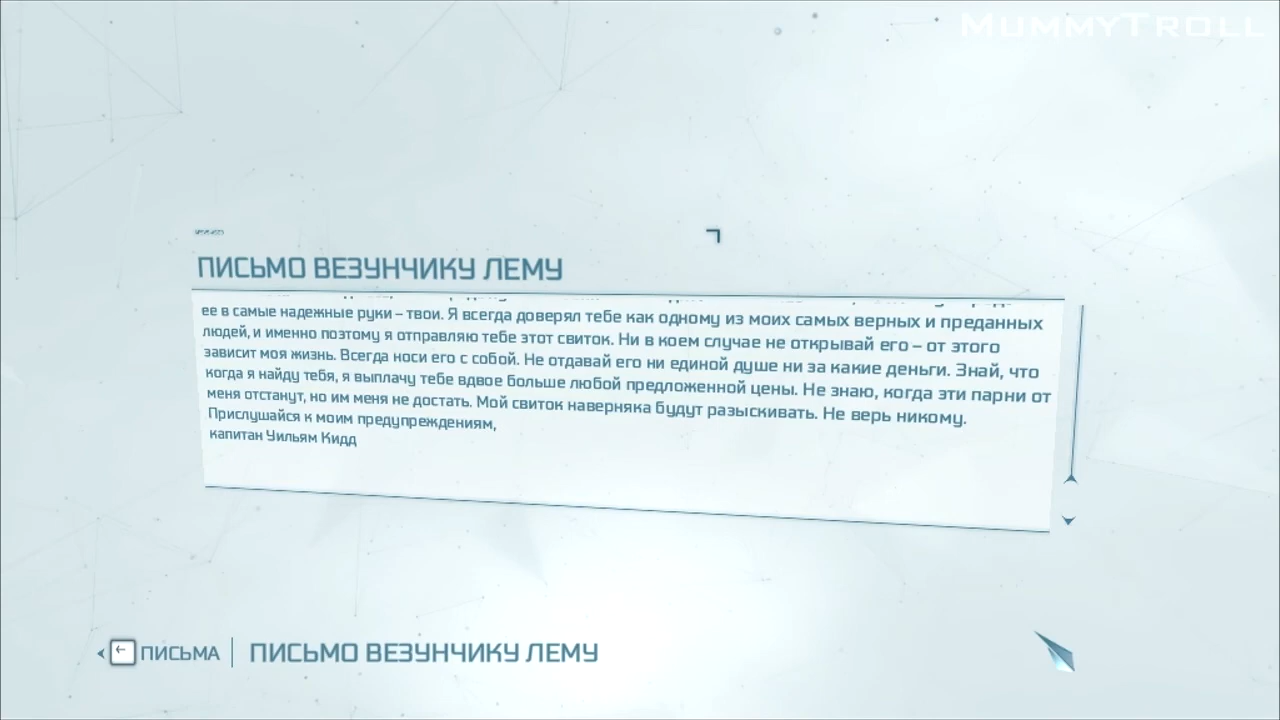 MummyTroll
ПИСЬМО ВЕЗУНЧИКУ ЛЕМУ
ее в самые надежные руки – твои. Я всегда доверял тебе как одному из моих самых верных и преданных
людей, и именно поэтому я отправляю тебе этот свиток. Ни в коем случае не открывай его – от этого
зависит моя жизнь. Всегда носи его с собой. Не отдавай его ни единой душе ни за какие деньги. Знай, что
когда я найду тебя, я выплачу тебе вдвое больше любой предложенной цены. Не знаю, когда эти парни от
меня отстанут, но им меня не достать. Мой свиток наверняка будут разыскивать. Не верь никому.
Прислушайся к моим предупреждениям,
капитан Уильям Кидд
ПИСЬМА
ПИСЬМО ВЕЗУНЧИКУ ЛЕМУ